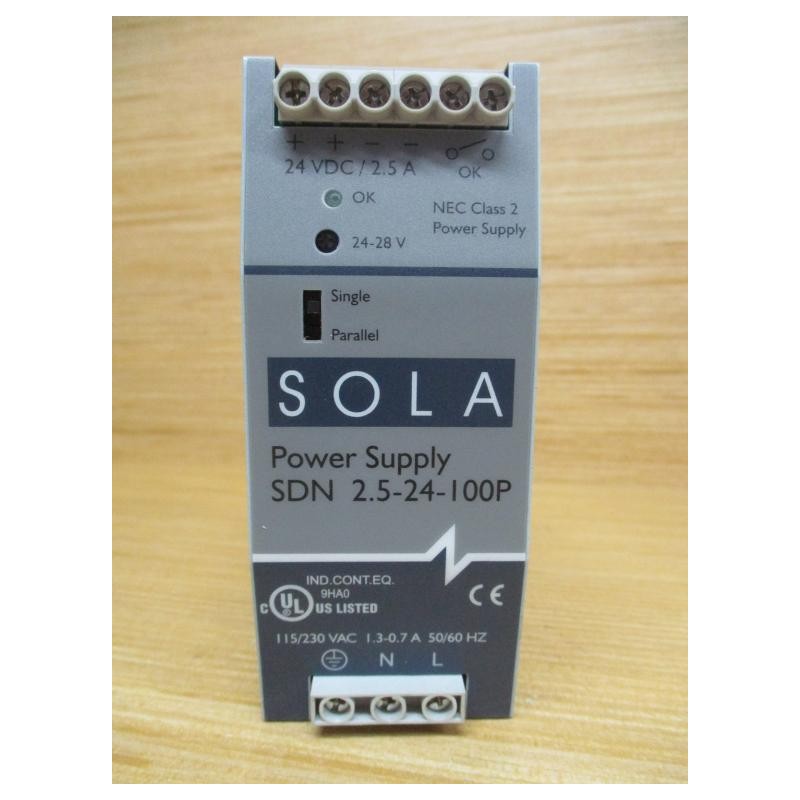 + + − −
24 VDC / 2.5 A
OK
OK
NEC Class 2
Power Supply
24-28 V
Single
Parallel
SOLA
Power Supply
SDN 2.5-24-100P
IND.CONT.EQ.
9HA0
C UL US LISTED
CE
115/230 VAC 1.3-0.7 A 50/60 HZ
N L